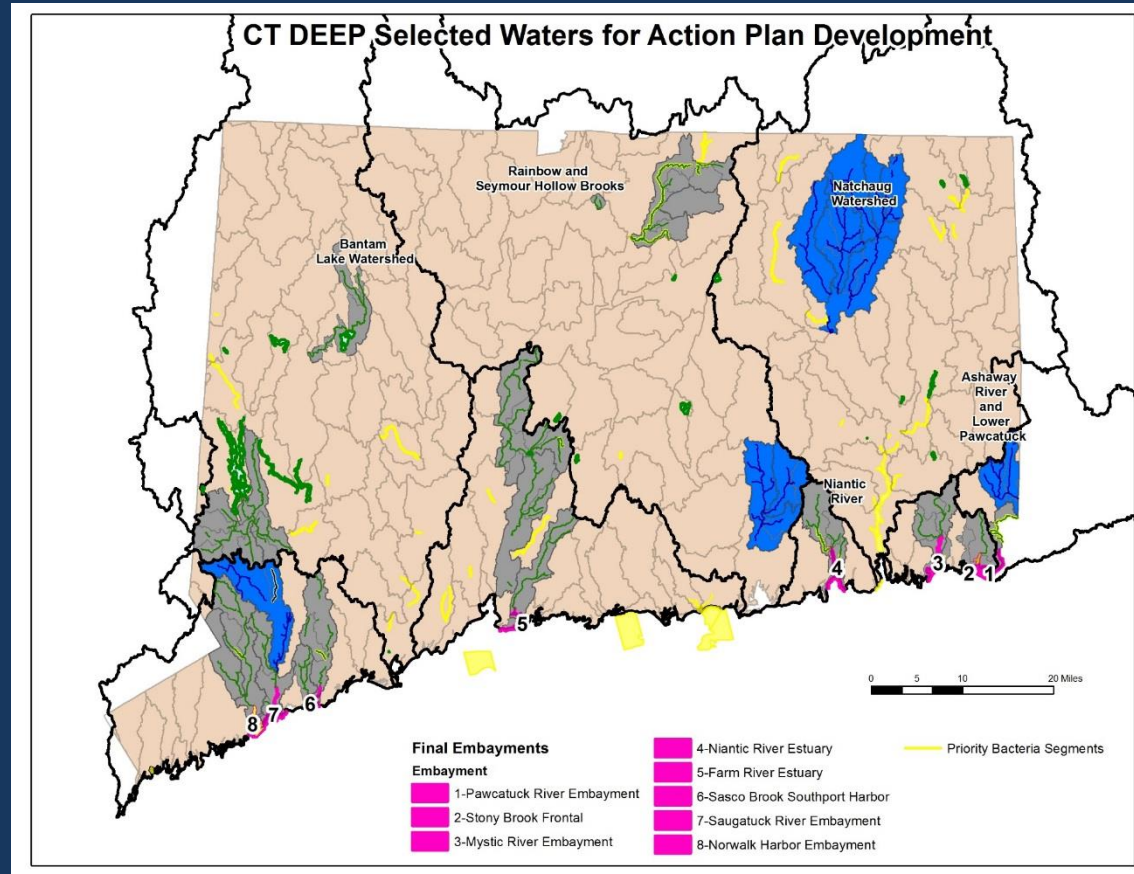 CT DEEP Selected Waters for Action Plan Development
Rainbow and
Seymour Hollow Brooks
Natchaug
Watershed
Bantam
Lake Watershed
Ashaway
River
and
Lower
Pawcatuck
Niantic
River
4
3
2
1
5
6
7
8
0 5 10 20 Miles
Final Embayments
Embayment
1-Pawcatuck River Embayment
2-Stony Brook Frontal
3-Mystic River Embayment
4-Niantic River Estuary
5-Farm River Estuary
6-Sasco Brook Southport Harbor
7-Saugatuck River Embayment
8-Norwalk Harbor Embayment
Priority Bacteria Segments